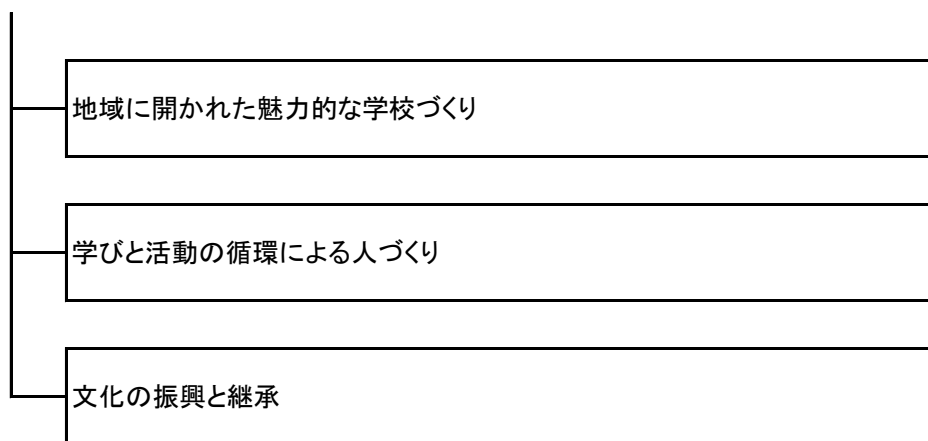 地域に開かれた魅力的な学校づくり
学びと活動の循環による人づくり
文化の振興と継承